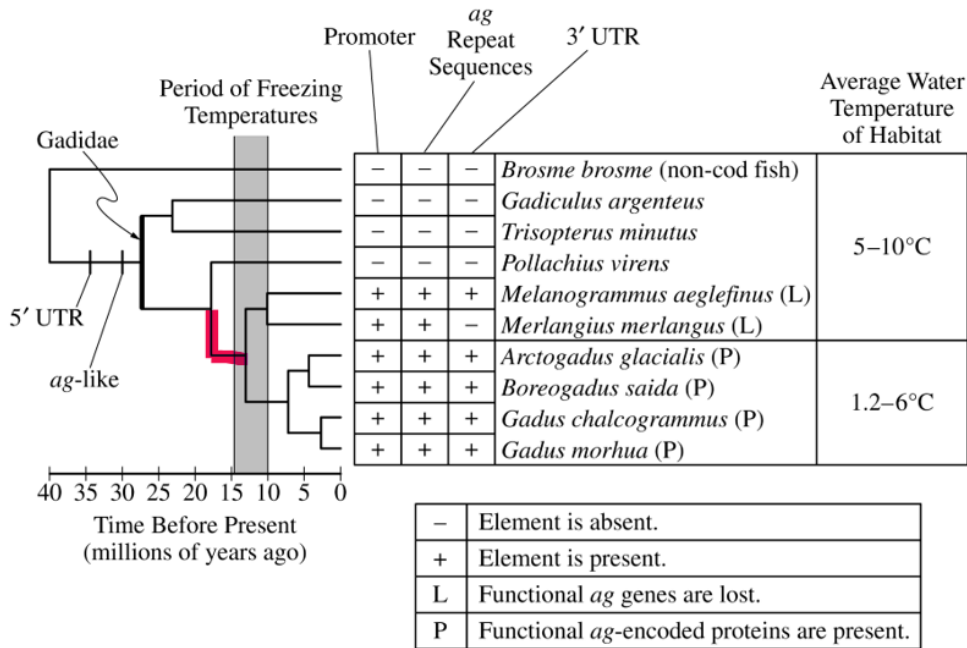 ag
Promoter Repeat 3′ UTR
Sequences
Period of Freezing
Temperatures
Average Water
Temperature
of Habitat
Gadidae
– – – Brosme brosme (non-cod fish)
– – – Gadiculus argenteus
– – – Trisopterus minutus
– – – Pollachius virens
+ + + Melanogrammus aeglefinus (L)
+ + – Merlangius merlangus (L)
5–10°C
+ + + Arctogadus glacialis (P)
+ + + Boreogadus saida (P)
+ + + Gadus chalcogrammus (P)
+ + + Gadus morhua (P)
1.2–6°C
5′ UTR
ag-like
40 35 30 25 20 15 10 5 0
Time Before Present
(millions of years ago)
– Element is absent.
+ Element is present.
L Functional ag genes are lost.
P Functional ag-encoded proteins are present.